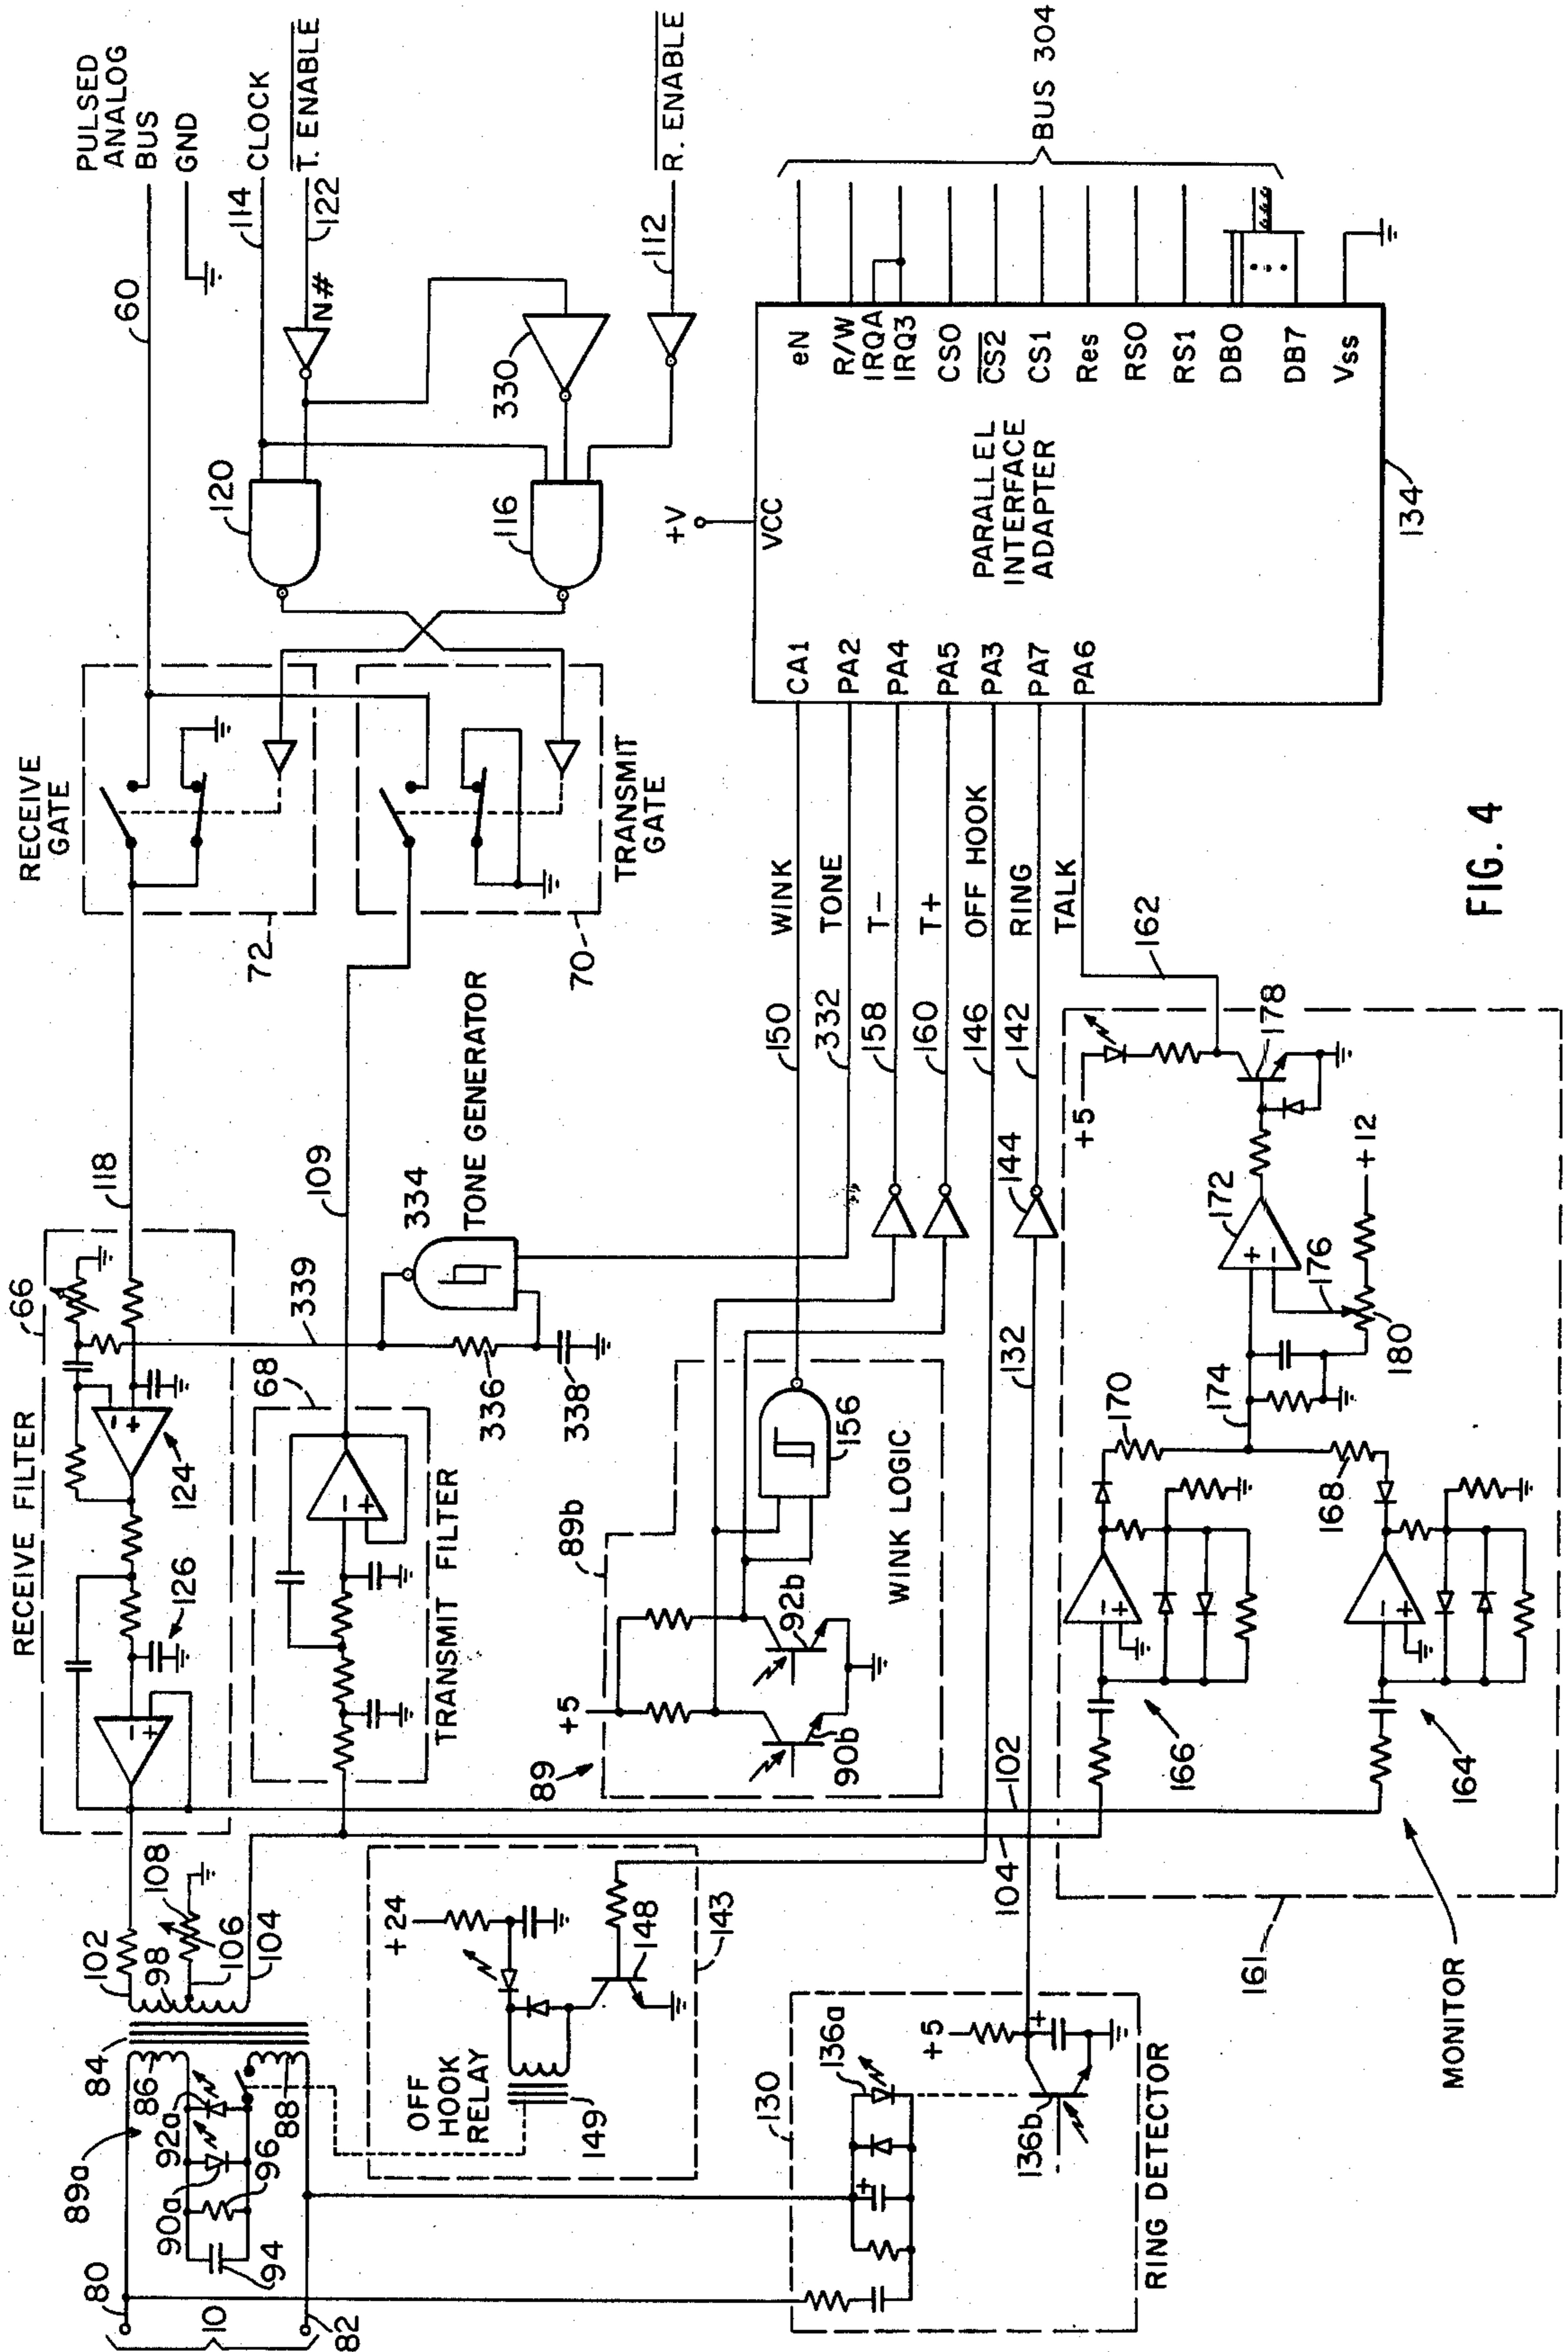 PULSED
ANALOG
BUS
GND
CLOCK
T. ENABLE
R. ENABLE
60
114
122
N#
112
330
120
116
RECEIVE
GATE
72
TRANSMIT
GATE
70
118
109
66
RECEIVE FILTER
124
126
68
TRANSMIT FILTER
339
334
TONE GENERATOR
336
338
102
98
108
106
104
84
86
88
89a
92a
90a
96
94
80
10
82
+24
148
143
OFF
HOOK
RELAY
149
89
+5
89b
90b
92b
156
WINK LOGIC
102
104
130
136a
+5
136b
RING DETECTOR
132
144
150
WINK
332
TONE
158
T-
160
T+
146
OFF HOOK
142
RING
TALK
162
+V
VCC
CA1
PA2
PA4
PA5
PA3
PA7
PA6
PARALLEL
INTERFACE
ADAPTER
134
eN
R/W
IRQA
IRQ3
CS0
CS2
CS1
Res
RS0
RS1
DB0
DB7
Vss
BUS 304
161
MONITOR
166
164
170
168
174
172
+
-
176
180
+12
+5
178
FIG. 4